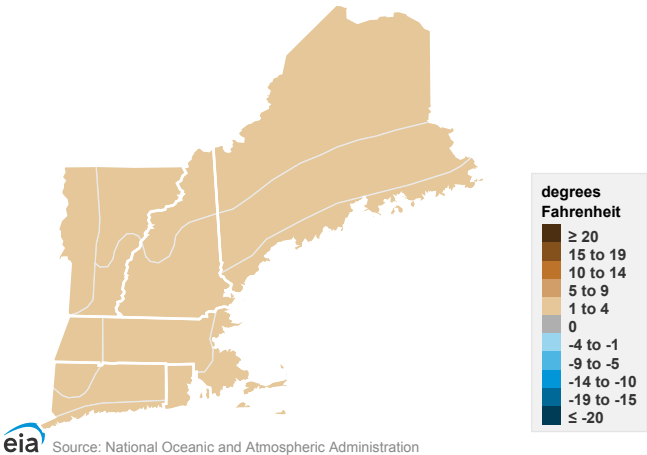 degrees
Fahrenheit
≥ 20
15 to 19
10 to 14
5 to 9
1 to 4
0
-4 to -1
-9 to -5
-14 to -10
-19 to -15
≤ -20
eia Source: National Oceanic and Atmospheric Administration